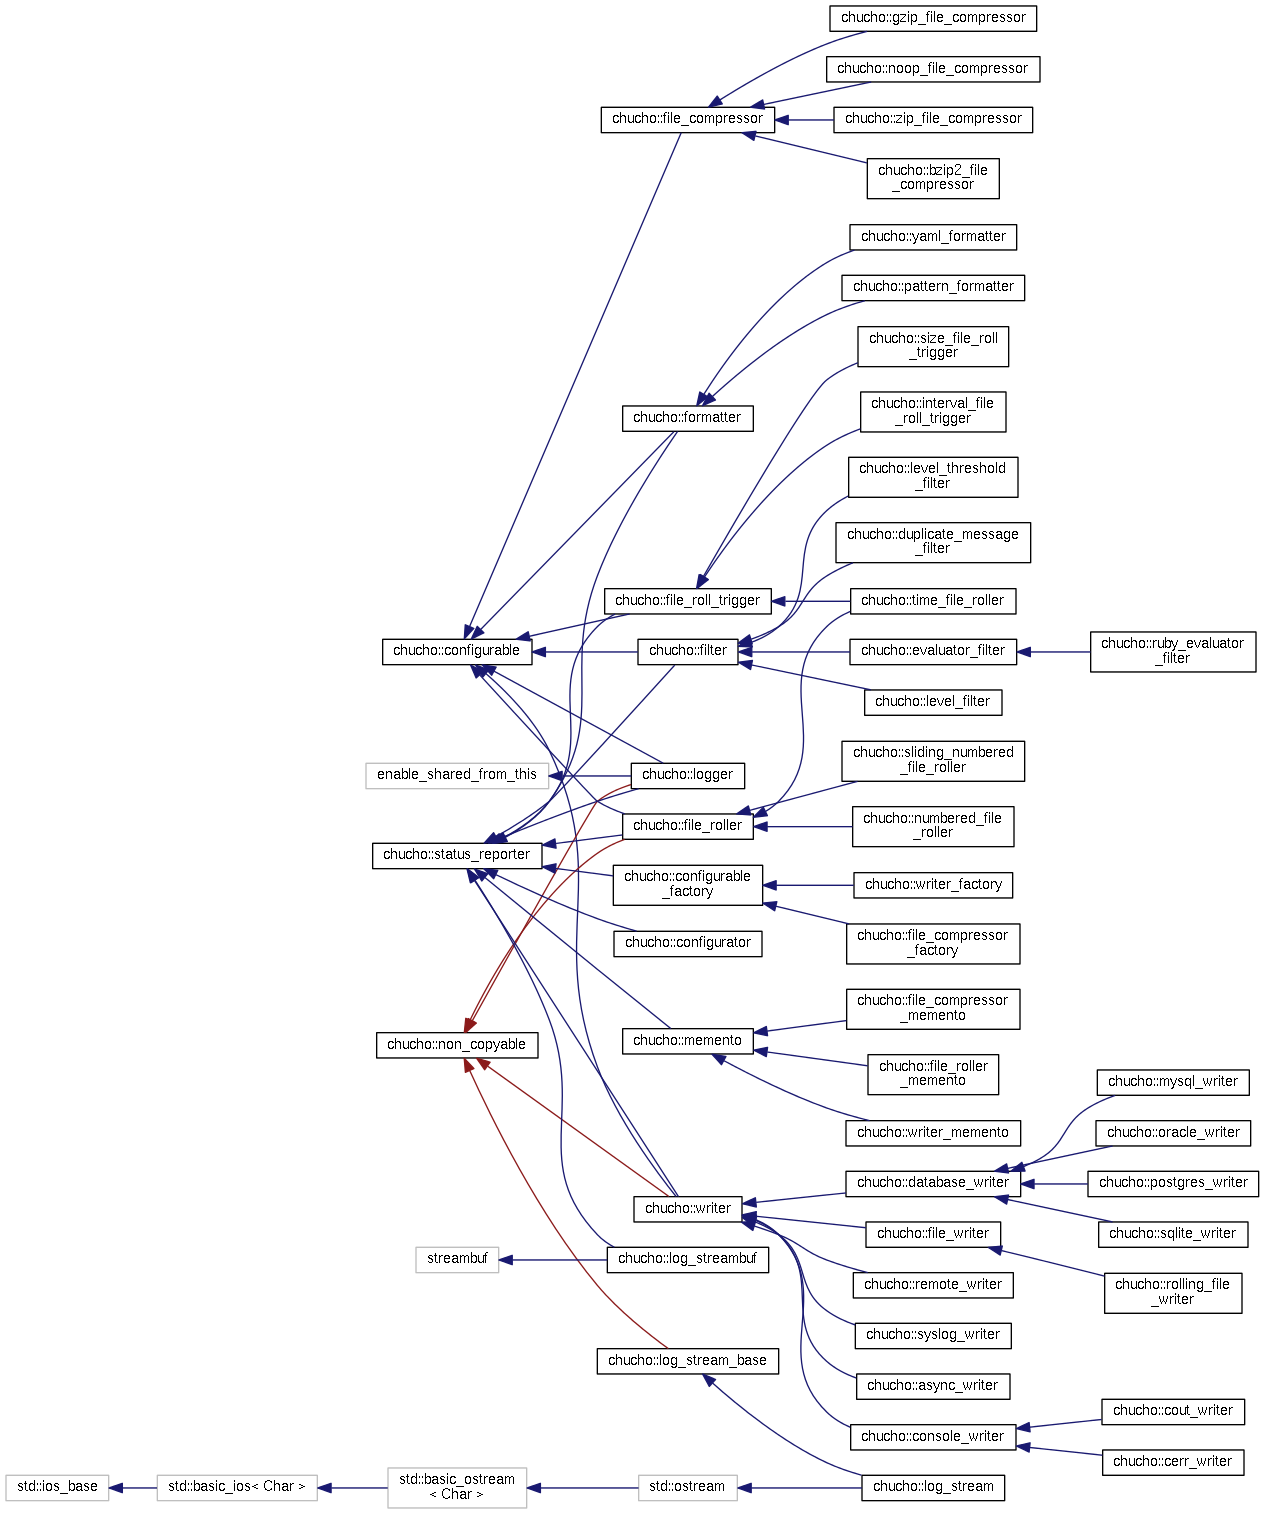 chucho::gzip_file_compressor
chucho::noop_file_compressor
chucho::file_compressor
chucho::zip_file_compressor
chucho::bzip2_file
_compressor
chucho::yaml_formatter
chucho::pattern_formatter
chucho::size_file_roll
_trigger
chucho::formatter
chucho::interval_file
_roll_trigger
chucho::level_threshold
_filter
chucho::duplicate_message
_filter
chucho::file_roll_trigger
chucho::time_file_roller
chucho::configurable
chucho::filter
chucho::evaluator_filter
chucho::ruby_evaluator
_filter
chucho::level_filter
chucho::sliding_numbered
_file_roller
enable_shared_from_this
chucho::logger
chucho::file_roller
chucho::numbered_file
_roller
chucho::status_reporter
chucho::configurable
_factory
chucho::writer_factory
chucho::configurator
chucho::file_compressor
_factory
chucho::file_compressor
_memento
chucho::non_copyable
chucho::memento
chucho::file_roller
_memento
chucho::mysql_writer
chucho::writer_memento
chucho::oracle_writer
chucho::database_writer
chucho::postgres_writer
chucho::writer
chucho::file_writer
chucho::sqlite_writer
streambuf
chucho::log_streambuf
chucho::remote_writer
chucho::rolling_file
_writer
chucho::syslog_writer
chucho::log_stream_base
chucho::async_writer
chucho::cout_writer
chucho::console_writer
chucho::cerr_writer
std::ios_base
std::basic_ios< Char >
std::basic_ostream
< Char >
std::ostream
chucho::log_stream